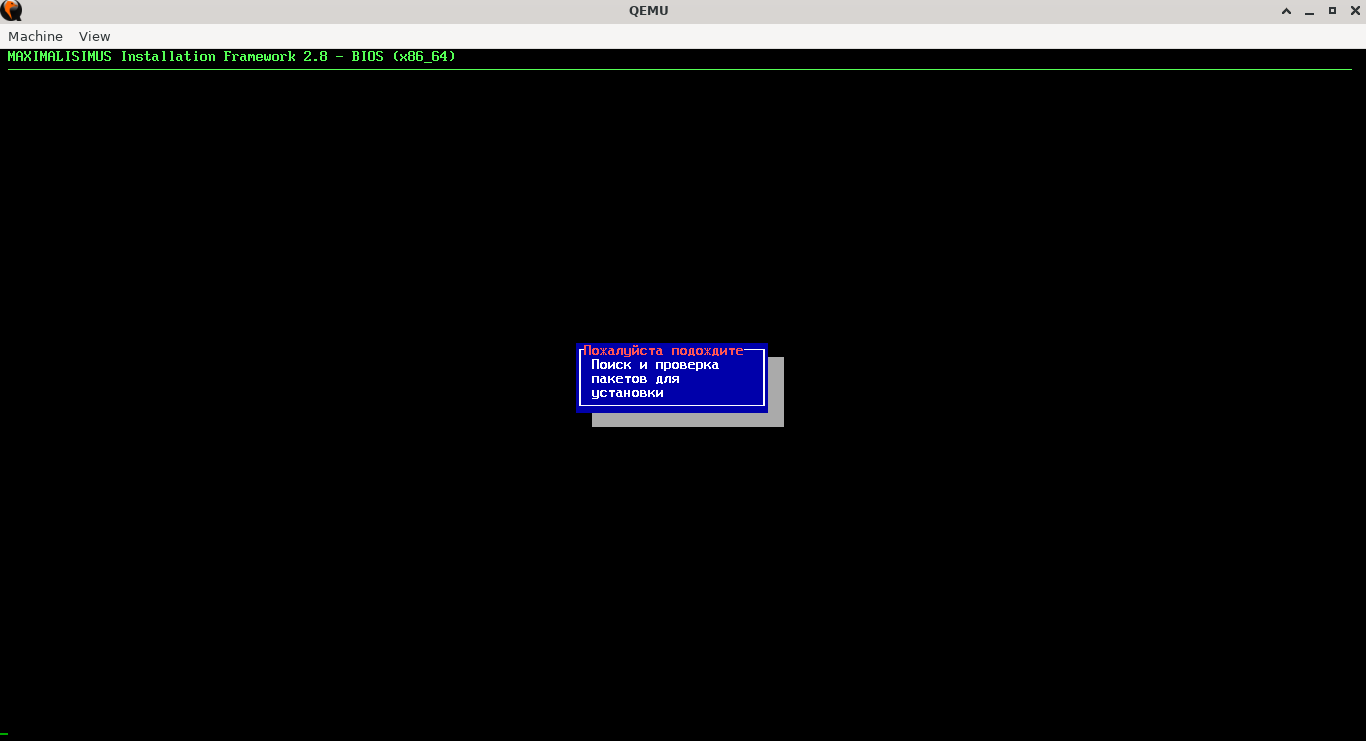 QEMU
Machine View
MAXIMALISIMUS Installation Framework 2.8 - BIOS (x86_64)
Пожалуйста подождите
Поиск и проверка
пакетов для
установки